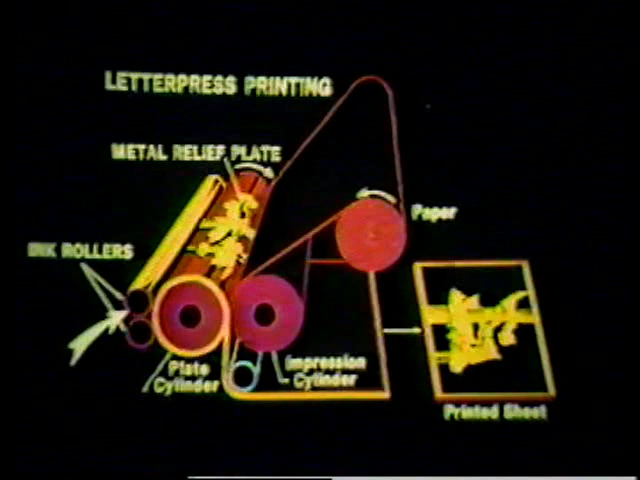 LETTERPRESS PRINTING
METAL RELIEF PLATE
Paper
INK ROLLERS
Plate
Cylinder
Impression
Cylinder
Printed Sheet